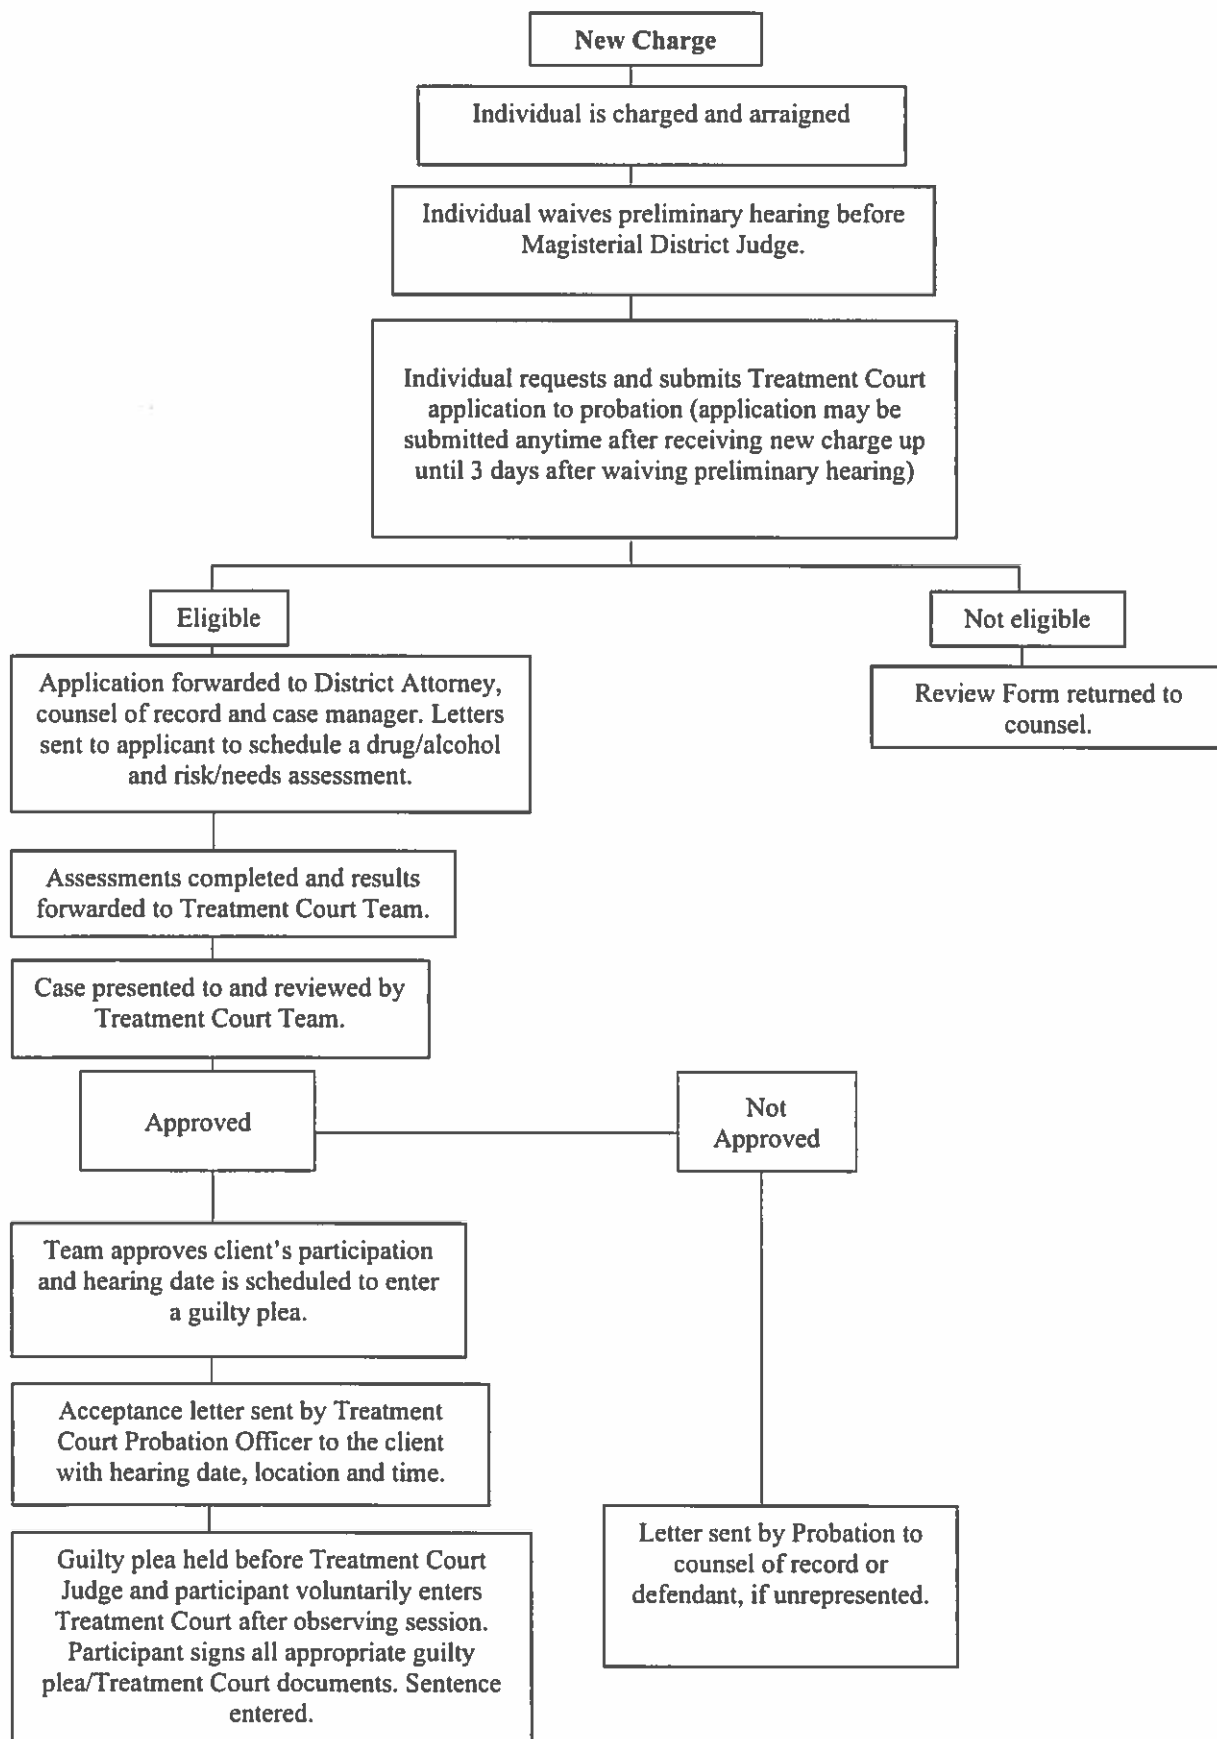 New Charge
Individual is charged and arraigned
Individual waives preliminary hearing before
Magisterial District Judge.
Individual requests and submits Treatment Court
application to probation (application may be
submitted anytime after receiving new charge up
until 3 days after waiving preliminary hearing)
Eligible
Not eligible
Application forwarded to District Attorney,
counsel of record and case manager. Letters
sent to applicant to schedule a drug/alcohol
and risk/needs assessment.
Review Form returned to
counsel.
Assessments completed and results
forwarded to Treatment Court Team.
Case presented to and reviewed by
Treatment Court Team.
Approved
Not
Approved
Team approves client's participation
and hearing date is scheduled to enter
a guilty plea.
Acceptance letter sent by Treatment
Court Probation Officer to the client
with hearing date, location and time.
Guilty plea held before Treatment Court
Judge and participant voluntarily enters
Treatment Court after observing session.
Participant signs all appropriate guilty
plea/Treatment Court documents. Sentence
entered.
Letter sent by Probation to
counsel of record or
defendant, if unrepresented.